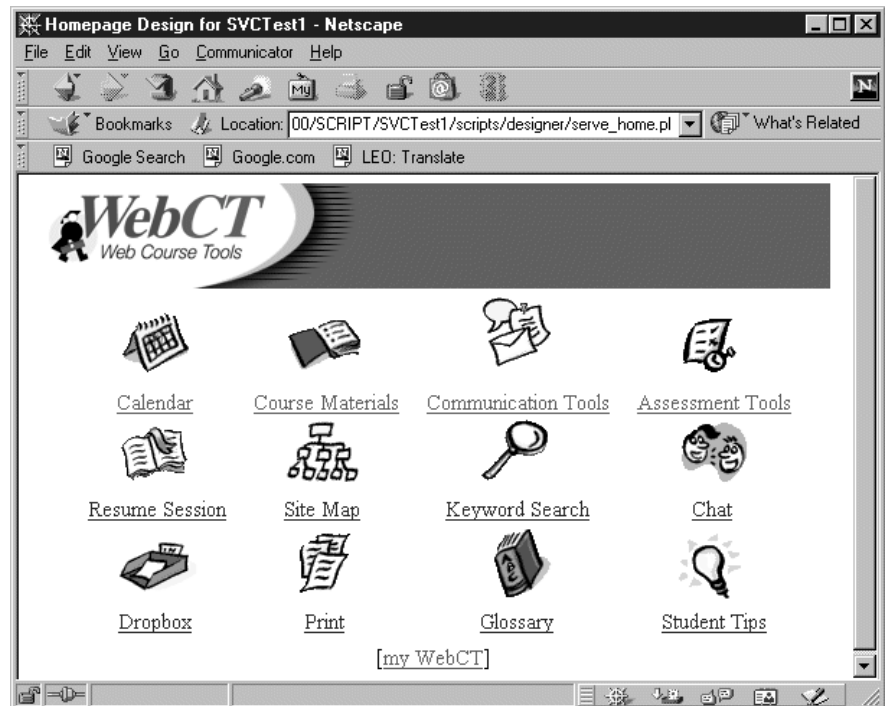 Homepage Design for SVCTest1 - Netscape
File Edit View Go Communicator Help
My N
Bookmarks Location: 00/SCRIPT/SVCTest1/scripts/designer/serve_home.pl What's Related
Google Search Google.com LEO: Translate
WebCT
Web Course Tools
Calendar Course Materials Communication Tools Assessment Tools
Resume Session Site Map Keyword Search Chat
ABC
Dropbox Print Glossary Student Tips
[my WebCT]